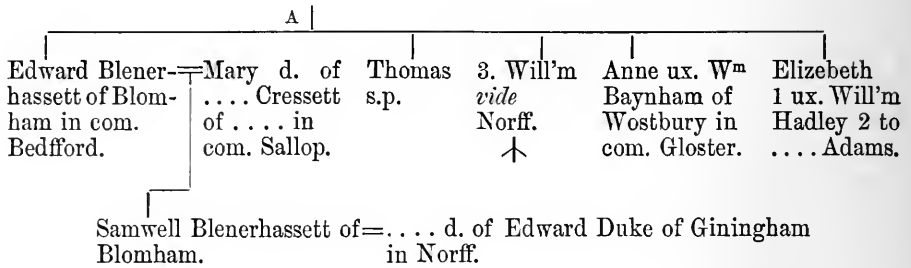 A
Edward Blener-
hassett of Blom-
ham in com.
Bedfford.
=Mary d. of
. . . . Cressett
of . . . . in
com. Sallop.
Thomas
s.p.
3. Will'm
vide
Norff.
Anne ux. Wᵐ
Baynham of
Wostbury in
com. Gloster.
Elizebeth
1 ux. Will'm
Hadley 2 to
. . . . Adams.
Samwell Blenerhassett of=. . . . d. of Edward Duke of Giningham
Blomham. in Norff.